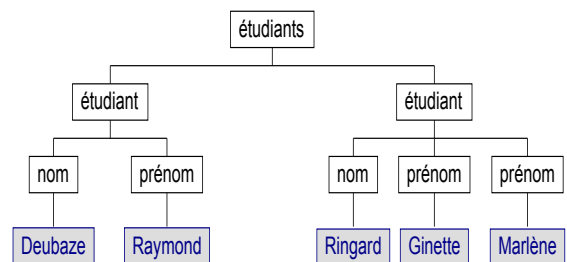 étudiants
étudiant étudiant
nom prénom nom prénom prénom
Deubaze Raymond Ringard Ginette Marlène